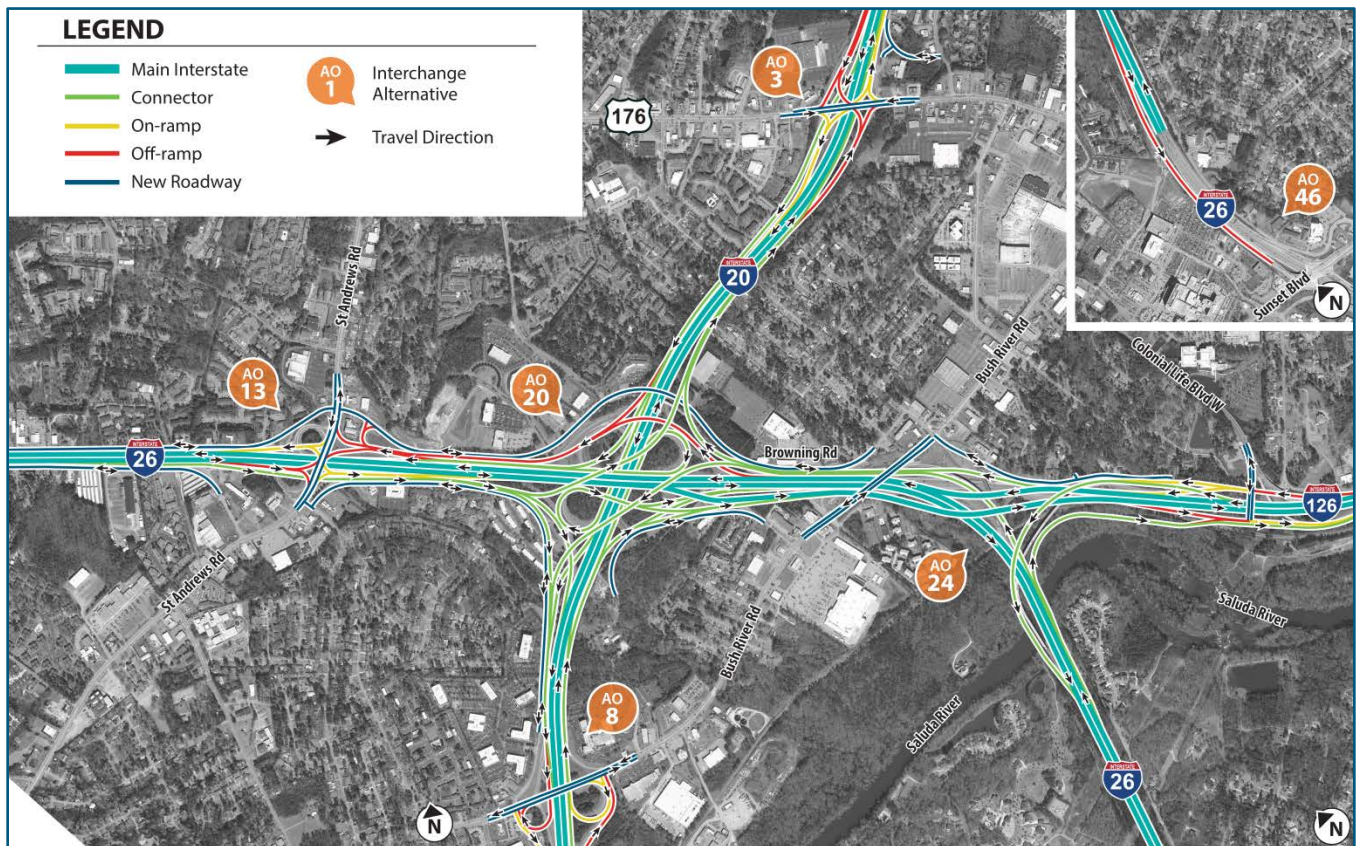 LEGEND
Main Interstate
Connector
On-ramp
Off-ramp
New Roadway
AO
1
Interchange
Alternative
Travel Direction
AO
3
176
INTERSTATE
20
AO
46
INTERSTATE
26
Sunset Blvd
N
St Andrews Rd
AO
13
AO
20
Bush River Rd
Colonial Life Blvd W
INTERSTATE
26
Browning Rd
INTERSTATE
126
St Andrews Rd
AO
24
Saluda River
Bush River Rd
AO
8
Saluda River
INTERSTATE
26
N
N